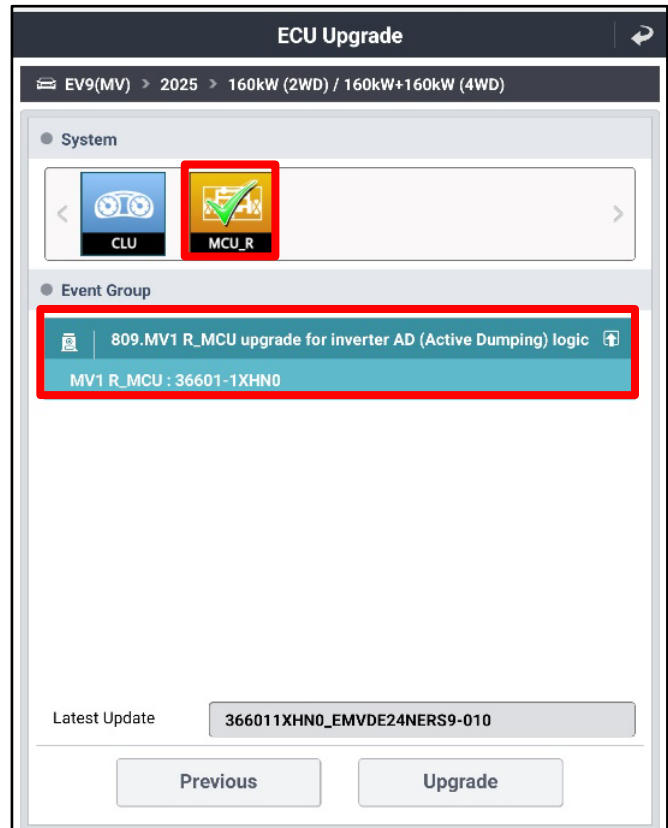 ECU Upgrade
EV9(MV) > 2025 > 160kW (2WD) / 160kW+160kW (4WD)
System
CLU
MCU_R
Event Group
809.MV1 R_MCU upgrade for inverter AD (Active Dumping) logic
MV1 R_MCU : 36601-1XHN0
Latest Update
366011XHN0_EMVDE24NERS9-010
Previous
Upgrade